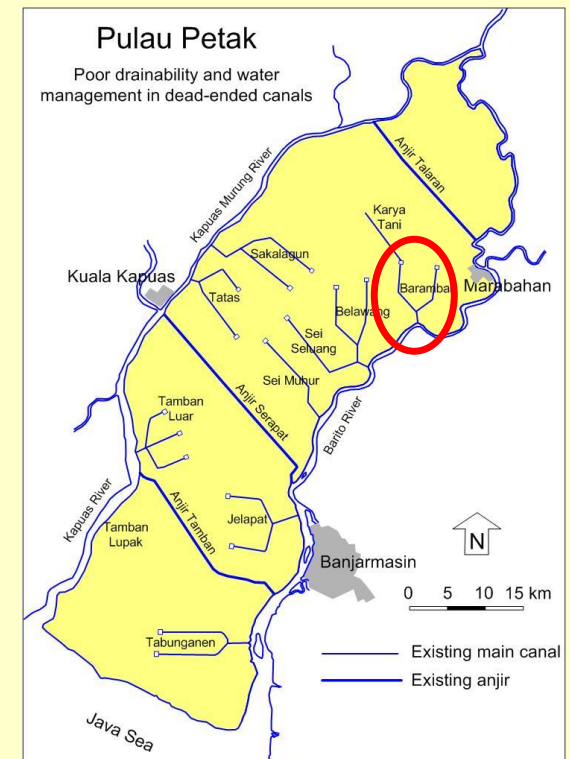 Pulau Petak
Poor drainability and water
management in dead-ended canals
Anjir Talaran
Kapuas Murung River
Karya
Tani
Sakalagun
Kuala Kapuas
Tatas
Baramba
Marabahan
Belawang
Sei
Seluang
Sei Muhur
Anjir Serapat
Tamban
Luar
Barito River
Kapuas River
Anjir Tamban
Jelapat
Tamban
Lupak
N
Banjarmasin
0 5 10 15 km
Tabunganen
Existing main canal
Existing anjir
Java Sea